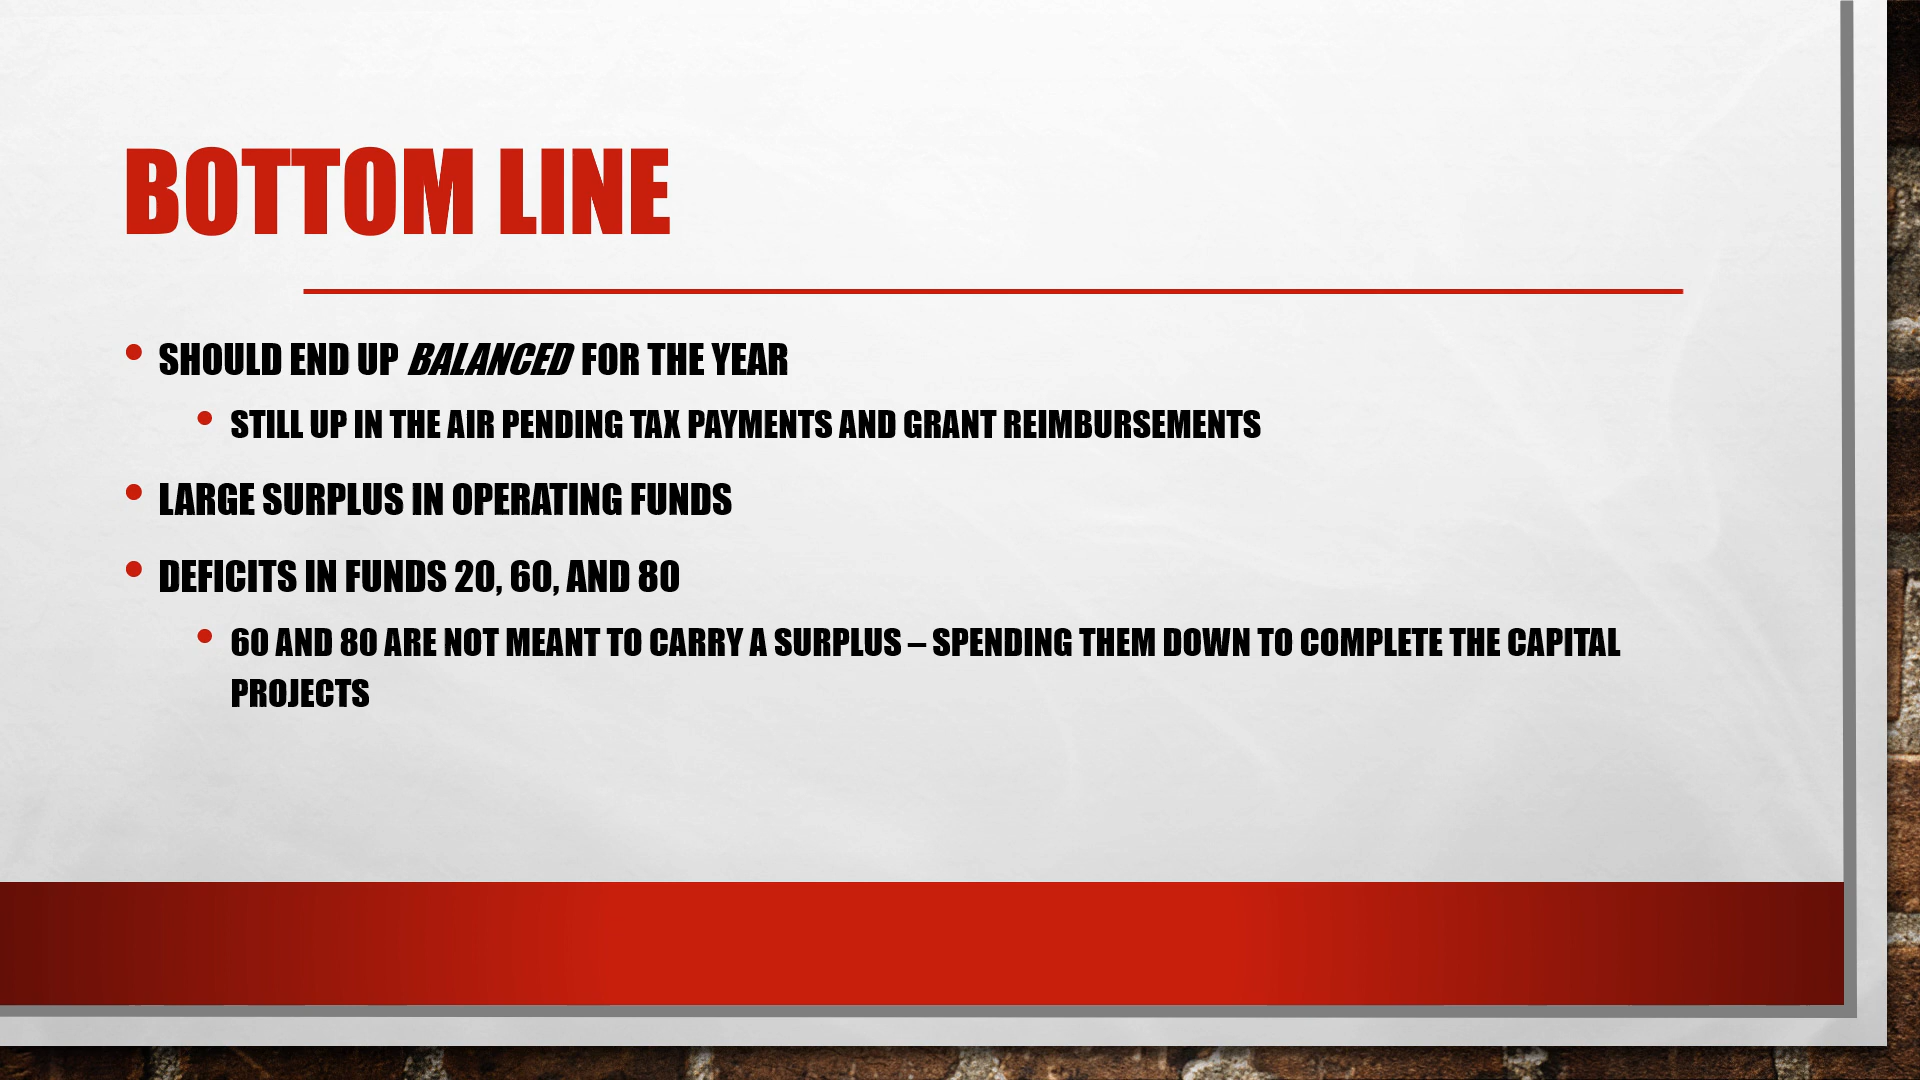 BOTTOM LINE
• SHOULD END UP BALANCED FOR THE YEAR
• STILL UP IN THE AIR PENDING TAX PAYMENTS AND GRANT REIMBURSEMENTS
• LARGE SURPLUS IN OPERATING FUNDS
• DEFICITS IN FUNDS 20, 60, AND 80
• 60 AND 80 ARE NOT MEANT TO CARRY A SURPLUS – SPENDING THEM DOWN TO COMPLETE THE CAPITAL
PROJECTS